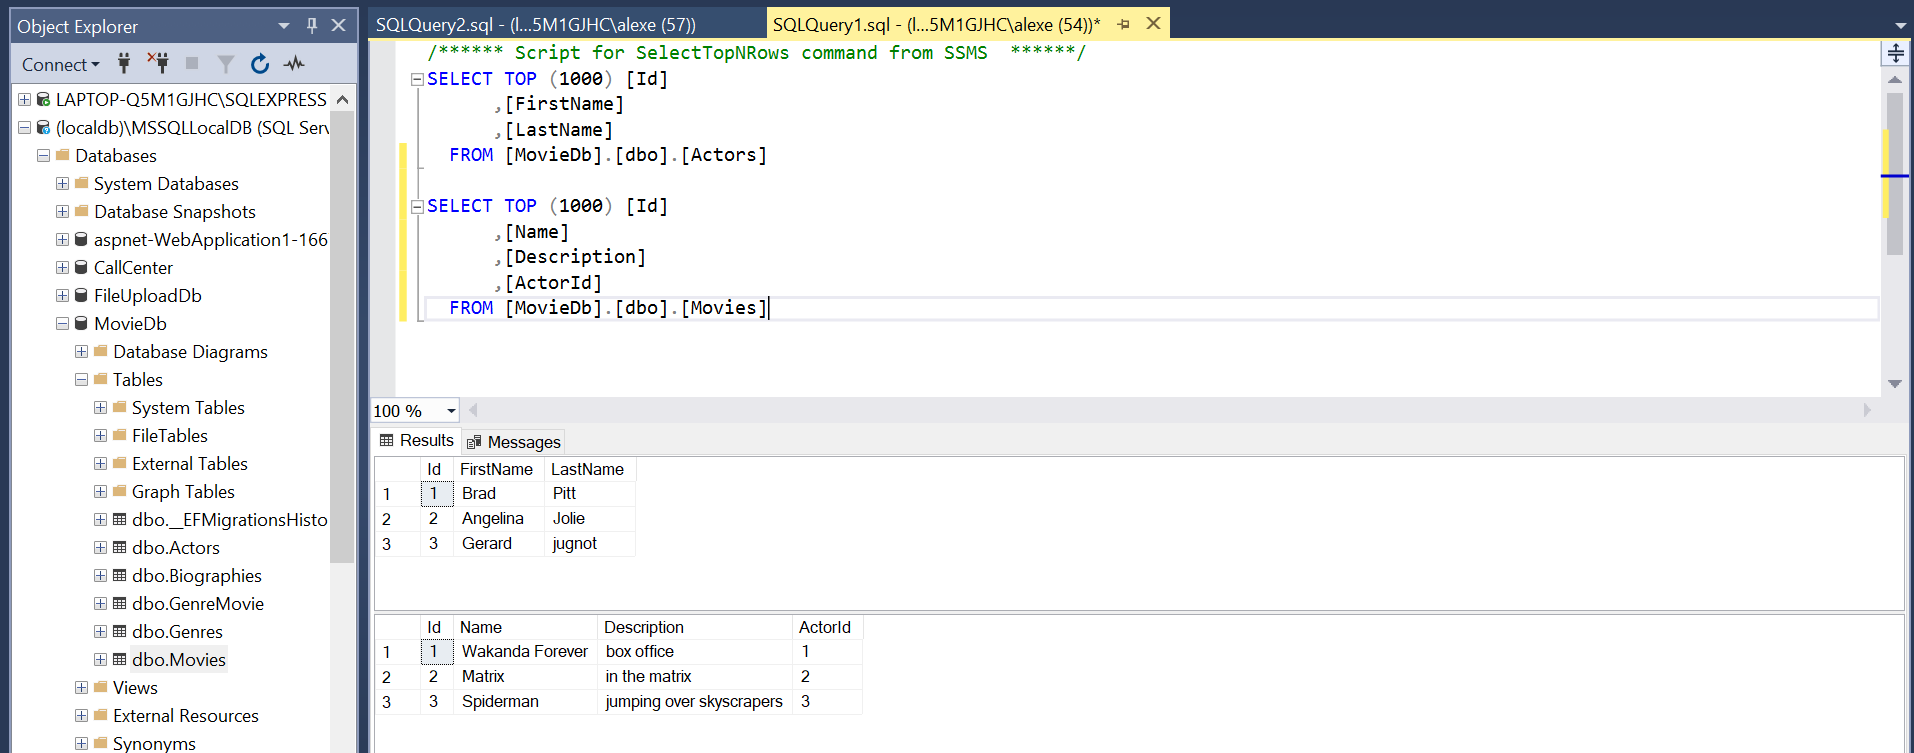 Object Explorer
Connect
LAPTOP-Q5M1GJHC\SQLEXPRESS
(localdb)\MSSQLLocalDB (SQL Serv
Databases
System Databases
Database Snapshots
aspnet-WebApplication1-166
CallCenter
FileUploadDb
MovieDb
Database Diagrams
Tables
System Tables
FileTables
External Tables
Graph Tables
dbo.__EFMigrationsHisto
dbo.Actors
dbo.Biographies
dbo.GenreMovie
dbo.Genres
dbo.Movies
Views
External Resources
Synonyms
SQLQuery2.sql - (l...5M1GJHC\alexe (57))
SQLQuery1.sql - (l...5M1GJHC\alexe (54))*
/****** Script for SelectTopNRows command from SSMS  ******/
SELECT TOP (1000) [Id]
,[FirstName]
,[LastName]
FROM [MovieDb].[dbo].[Actors]
SELECT TOP (1000) [Id]
,[Name]
,[Description]
,[ActorId]
FROM [MovieDb].[dbo].[Movies]
100 %
Results Messages
Id FirstName LastName
1 1 Brad Pitt
2 2 Angelina Jolie
3 3 Gerard jugnot
Id Name Description ActorId
1 1 Wakanda Forever box office 1
2 2 Matrix in the matrix 2
3 3 Spiderman jumping over skyscrapers 3